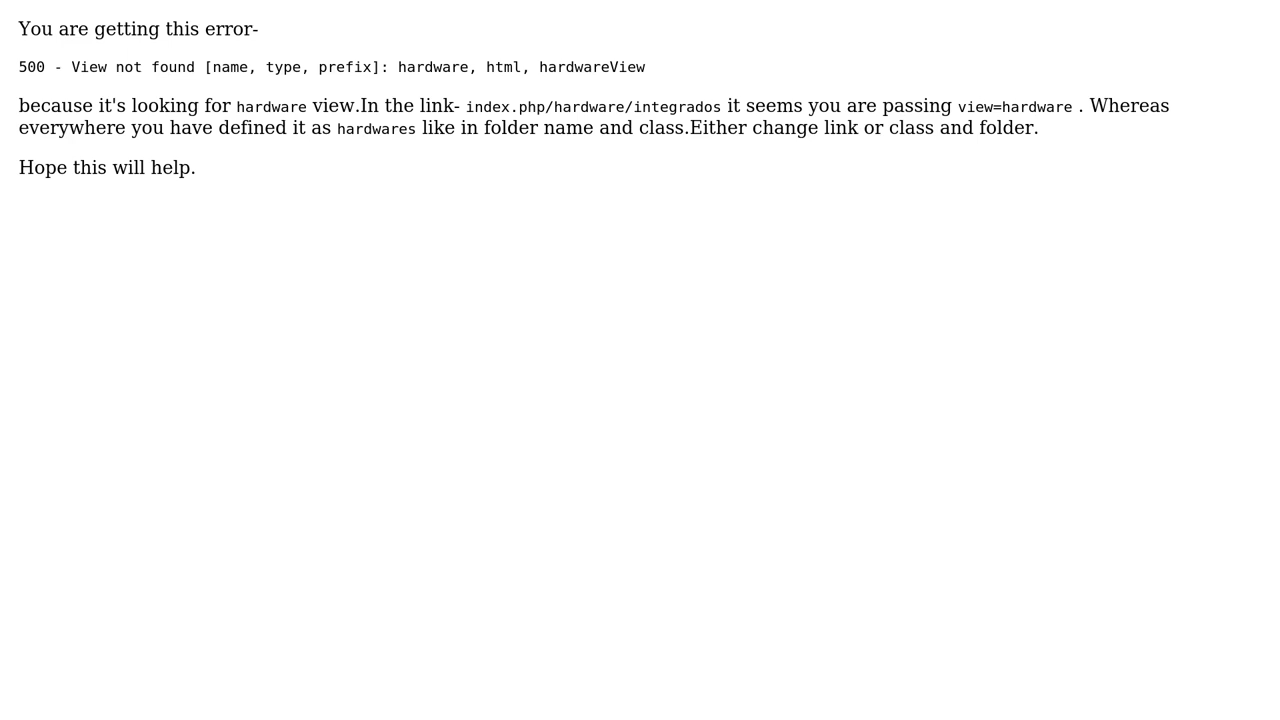 You are getting this error-
500 - View not found [name, type, prefix]: hardware, html, hardwareView
because it's looking for hardware view.In the link- index.php/hardware/integrados it seems you are passing view=hardware . Whereas
everywhere you have defined it as hardwares like in folder name and class.Either change link or class and folder.
Hope this will help.